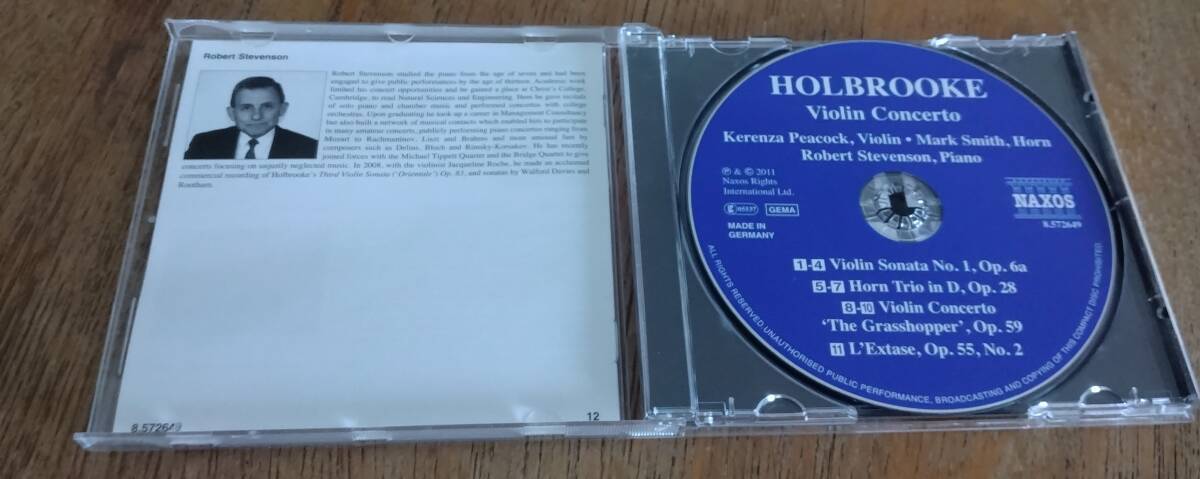 Robert Stevenson
Robert Stevenson studied the piano from the age of seven and had been
engaged to give public performances by the age of thirteen. Academic work
limited his concert opportunities and he gained a place at Christ's College,
Cambridge, to read Natural Sciences and Engineering. Here he gave recitals
of solo piano and chamber music and performed concertos with college
orchestras. Upon graduating he took up a career in Management Consultancy
but also built a network of musical contacts which enabled him to participate
in many amateur concerts, publicly performing piano concertos ranging from
Mozart to Rachmaninov, Liszt and Brahms and more unusual fare by
composers such as Delius, Bloch and Rimsky-Korsakov. He has recently
joined forces with the Michael Tippett Quartet and the Bridge Quartet to give
concerts focusing on unjustly neglected music. In 2008, with the violinist Jacqueline Roche, he made an acclaimed
commercial recording of Holbrooke's Third Violin Sonata ('Orientale') Op. 83, and sonatas by Walford Davies and
Rootham.
8.572649
12
HOLBROOKE
Violin Concerto
Kerenza Peacock, Violin • Mark Smith, Horn
Robert Stevenson, Piano
℗ & © 2011
Naxos Rights
International Ltd.
LC 05537 GEMA
MADE IN
GERMANY
NAXOS
8.572649
1-4 Violin Sonata No. 1, Op. 6a
5-7 Horn Trio in D, Op. 28
8-10 Violin Concerto
'The Grasshopper', Op. 59
11 L'Extase, Op. 55, No. 2
ALL RIGHTS RESERVED. UNAUTHORISED PUBLIC PERFORMANCE, BROADCASTING AND COPYING OF THIS COMPACT DISC PROHIBITED.